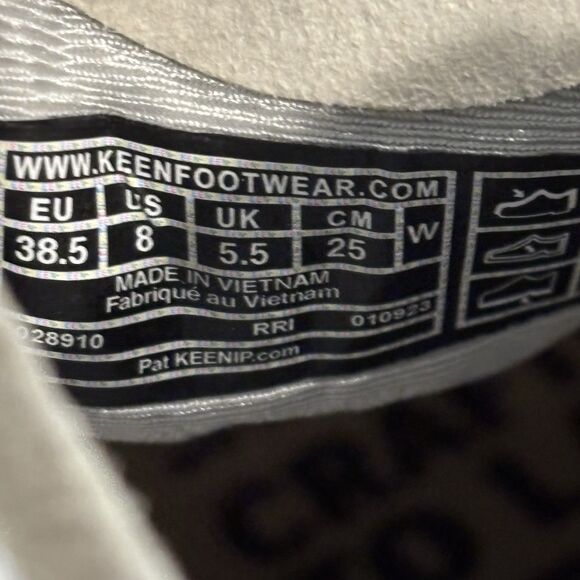 WWW.KEENFOOTWEAR.COM
EU US UK CM W
38.5 8 5.5 25
MADE IN VIETNAM
Fabriqué au Vietnam
028910 RRI 010923
Pat KEENIP.com